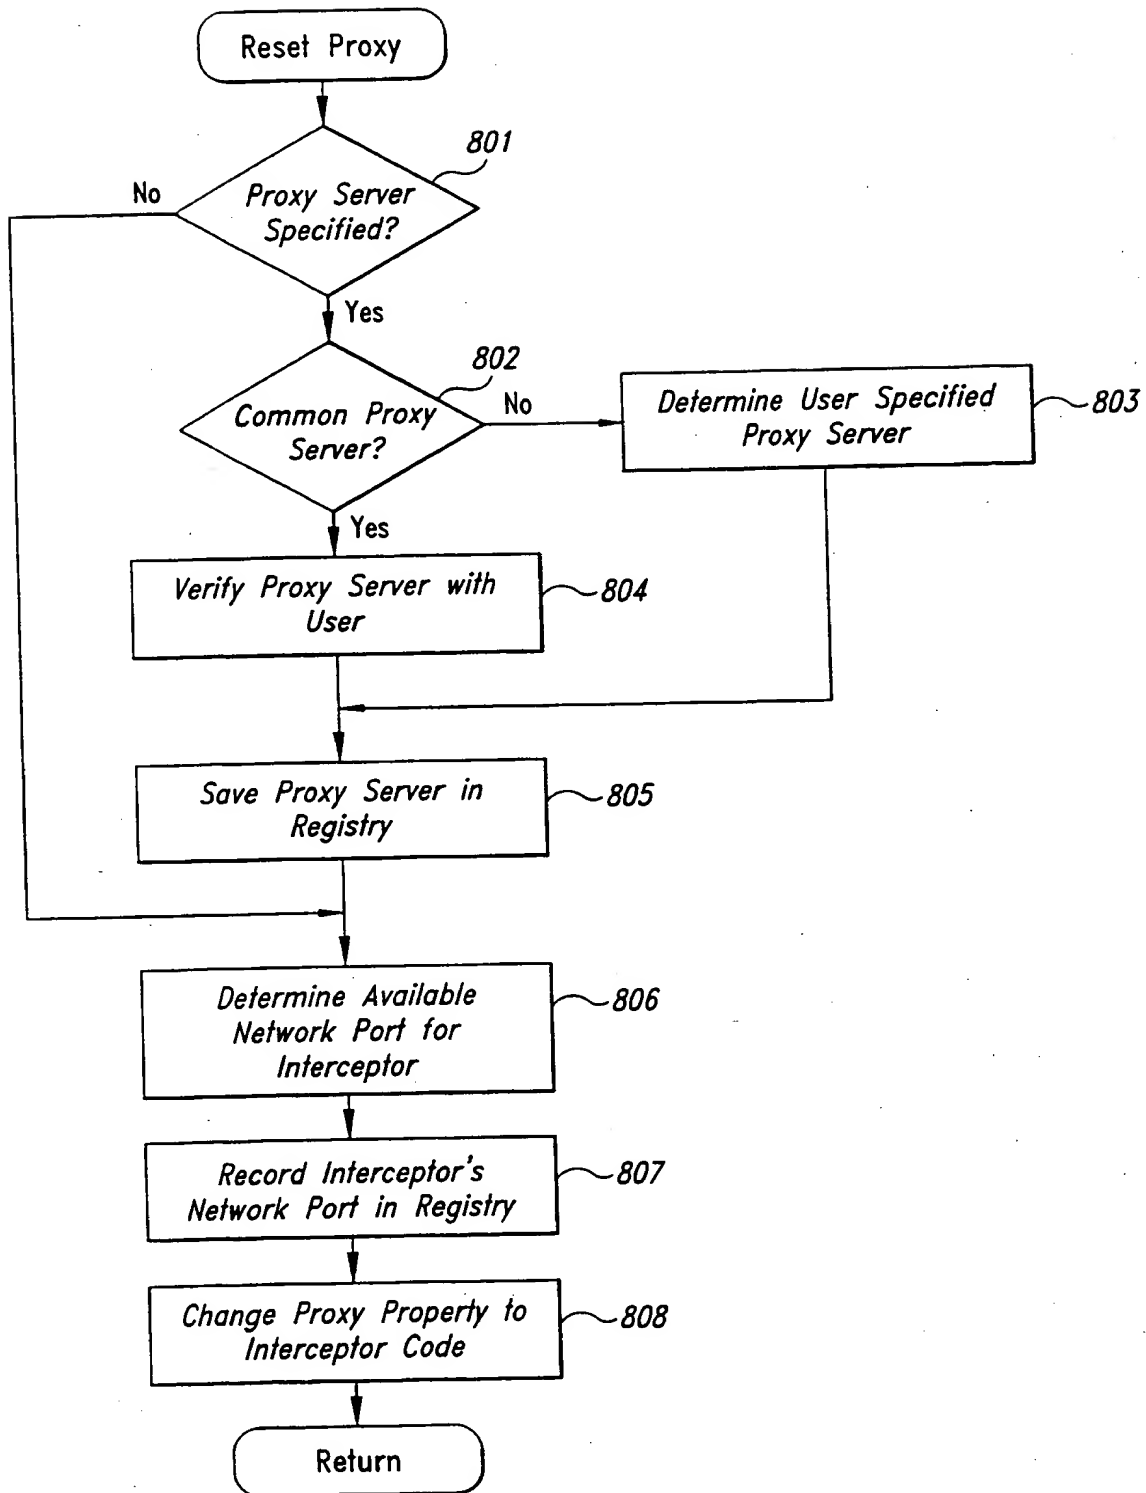 Reset Proxy
801
No
Proxy Server
Specified?
Yes
802
Common Proxy
Server?
No
Determine User Specified
Proxy Server
803
Yes
Verify Proxy Server with
User
804
Save Proxy Server in
Registry
805
Determine Available
Network Port for
Interceptor
806
Record Interceptor's
Network Port in Registry
807
Change Proxy Property to
Interceptor Code
808
Return